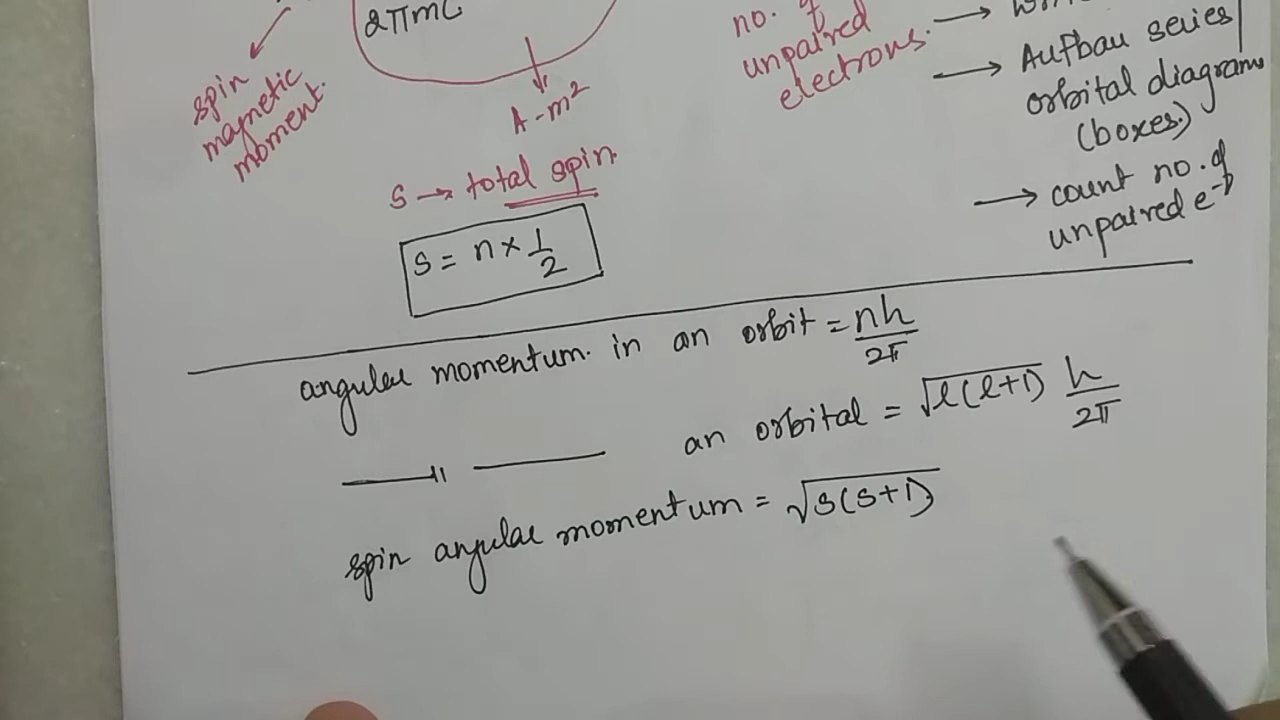 2πmc
spin
magnetic
moment.
A-m²
s → total spin.
s = n × 1/2
no. of
unpaired
electrons.
→
→ Aufbau series/
orbital diagrams
(boxes)
→ count no. of
unpaired e⁻s
angular momentum. in an orbit = nh/2π
——"—— an orbital = √l(l+1) h/2π
spin angular momentum = √s(s+1)